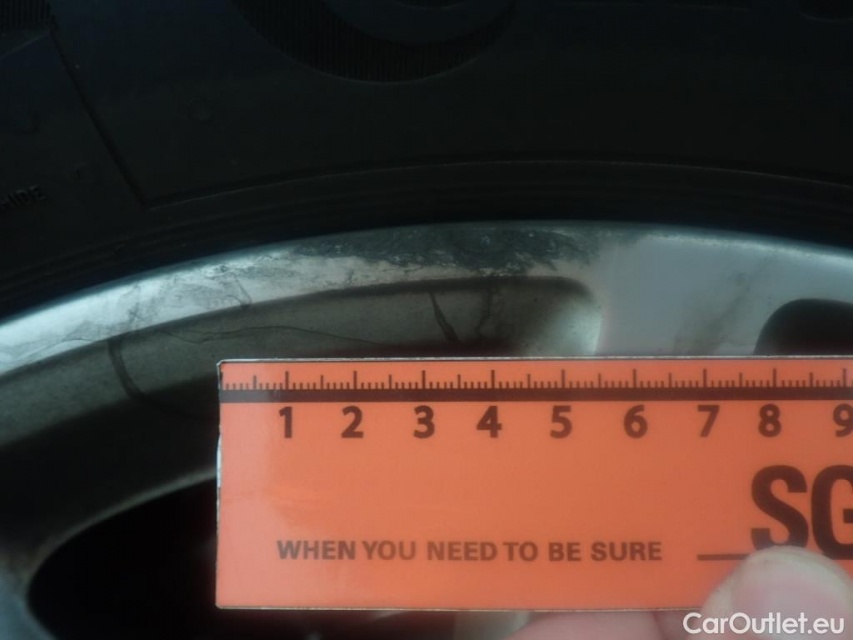 1 2 3 4 5 6 7 8 9
SG
WHEN YOU NEED TO BE SURE
CarOutlet.eu